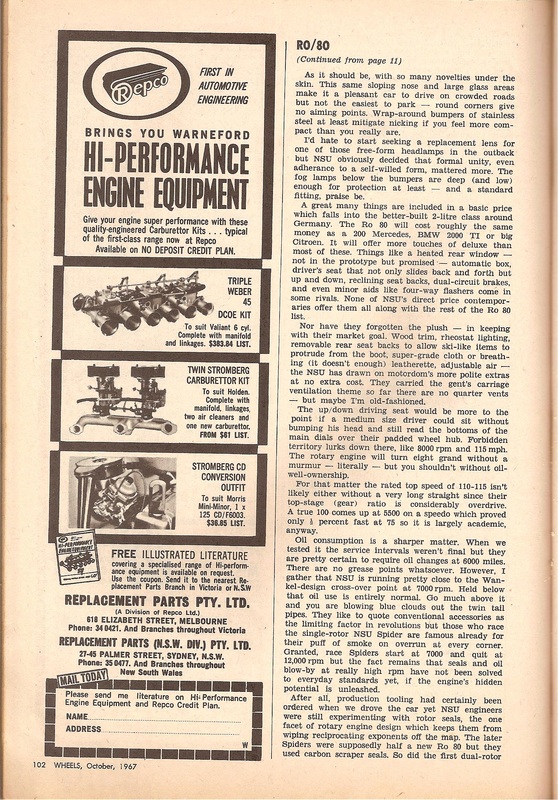 Repco
FIRST IN
AUTOMOTIVE
ENGINEERING
BRINGS YOU WARNEFORD
HI-PERFORMANCE
ENGINE EQUIPMENT
Give your engine super performance with these
quality-engineered Carburettor Kits . . . typical
of the first-class range now at Repco
Available on NO DEPOSIT CREDIT PLAN.
TRIPLE
WEBER
45
DCOE KIT
To suit Valiant 6 cyl.
Complete with manifold
and linkages. $383.84 LIST.
TWIN STROMBERG
CARBURETTOR KIT
To suit Holden.
Complete with
manifold, linkages,
two air cleaners and
one new carburettor.
FROM $61 LIST.
STROMBERG CD
CONVERSION
OUTFIT
To suit Morris
Mini-Minor, 1 x
125 CD/F6003.
$38.85 LIST.
FREE ILLUSTRATED LITERATURE
covering a specialised range of Hi-perform-
ance equipment is available on request.
Use the coupon. Send it to the nearest Re-
placement Parts Branch in Victoria or N.S.W
REPLACEMENT PARTS PTY. LTD.
(A Division of Repco Ltd.)
618 ELIZABETH STREET, MELBOURNE
Phone: 34 0421. And Branches throughout Victoria
REPLACEMENT PARTS (N.S.W. DIV.) PTY. LTD.
27-45 PALMER STREET, SYDNEY, N.S.W.
Phone: 35 0477. And Branches throughout
New South Wales
MAIL TODAY
Please send me literature on Hi-Performance
Engine Equipment and Repco Credit Plan.
NAME
ADDRESS
W
102 WHEELS, October, 1967
RO/80
(Continued from page 11)
As it should be, with so many novelties under the
skin. This same sloping nose and large glass areas
make it a pleasant car to drive on crowded roads
but not the easiest to park — round corners give
no aiming points. Wrap-around bumpers of stainless
steel at least mitigate nicking if you feel more com-
pact than you really are.
I'd hate to start seeking a replacement lens for
one of those free-form headlamps in the outback
but NSU obviously decided that formal unity, even
adherance to a self-willed form, mattered more. The
fog lamps below the bumpers are deep (and low)
enough for protection at least — and a standard
fitting, praise be.
A great many things are included in a basic price
which falls into the better-built 2-litre class around
Germany. The Ro 80 will cost roughly the same
money as a 200 Mercedes, BMW 2000 TI or big
Citroen. It will offer more touches of deluxe than
most of these. Things like a heated rear window —
not in the prototype but promised — automatic box,
driver's seat that not only slides back and forth but
up and down, reclining seat backs, dual-circuit brakes,
and even minor aids like four-way flashers come in
some rivals. None of NSU's direct price contempor-
aries offer them all along with the rest of the Ro 80
list.
Nor have they forgotten the plush — in keeping
with their market goal. Wood trim, rheostat lighting,
removable rear seat backs to allow ski-like items to
protrude from the boot, super-grade cloth or breath-
ing (it doesn't enough) leatherette, adjustable air —
the NSU has drawn on motordom's more polite extras
at no extra cost. They carried the gent's carriage
ventilation theme so far there are no quarter vents
— but maybe I'm old-fashioned.
The up/down driving seat would be more to the
point if a medium size driver could sit without
bumping his head and still read the bottoms of the
main dials over their padded wheel hub. Forbidden
territory lurks down there, like 8000 rpm and 115 mph.
The rotary engine will turn eight grand without a
murmur — literally — but you shouldn't without oil-
well-ownership.
For that matter the rated top speed of 110-115 isn't
likely either without a very long straight since their
top-stage (gear) ratio is considerably overdrive.
A true 100 comes up at 5500 on a speedo which proved
only fast at 75 so it is largely academic,
anyway.
Oil consumption is a sharper matter. When we
tested it the service intervals weren't final but they
are pretty certain to require oil changes at 6000 miles.
There are no grease points whatsoever. However, I
gather that NSU is running pretty close to the Wan-
kel-design cross-over point at 7000 rpm. Held below
that oil use is entirely normal. Go much above it
and you are blowing blue clouds out the twin tail
pipes. They like to quote conventional accessories as
the limiting factor in revolutions but those who race
the single-rotor NSU Spider are famous already for
their puff of smoke on overrun at every corner.
Granted, race Spiders start at 7000 and quit at
12,000 rpm but the fact remains that seals and oil
blow-by at really high rpm have not been solved
to everyday standards yet, if the engine's hidden
potential is unleashed.
After all, production tooling had certainly been
ordered when we drove the car yet NSU engineers
were still experimenting with rotor seals, the one
facet of rotary engine design which keeps them from
wiping reciprocating engines off the map. The later
Spiders were supposedly half a new Ro 80 but they
used carbon scraper seals. So did the first dual-rotor